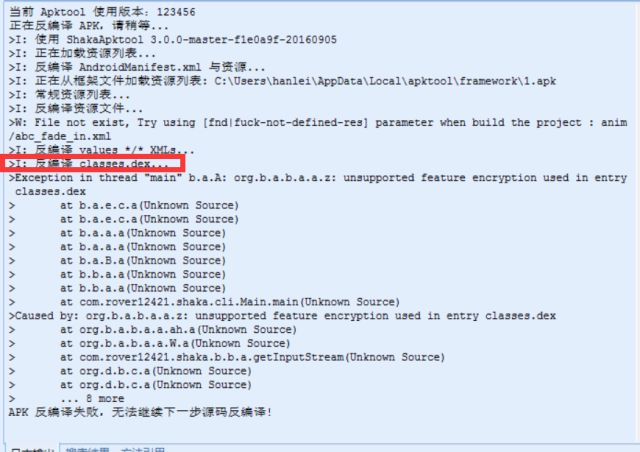 当前 Apktool 使用版本：123456
正在反编译 APK，请稍等...
>I: 使用 ShakaApktool 3.0.0-master-f1e0a9f-20160905
>I: 正在加载资源列表...
>I: 反编译 AndroidManifest.xml 与资源...
>I: 正在从框架文件加载资源列表: C:\Users\hanlei\AppData\Local\apktool\framework\1.apk
>I: 常规资源列表...
>I: 反编译资源文件...
>W: File not exist, Try using [fnd|fuck-not-defined-res] parameter when build the project : anim
/abc_fade_in.xml
>I: 反编译 values */* XMLs...
>I: 反编译 classes.dex...
>Exception in thread "main" b.a.A: org.b.a.b.a.a.z: unsupported feature encryption used in entry
classes.dex
>      at b.a.e.c.a(Unknown Source)
>      at b.a.e.c.a(Unknown Source)
>      at b.a.a.a(Unknown Source)
>      at b.a.a.a(Unknown Source)
>      at b.a.B.a(Unknown Source)
>      at b.b.a.a(Unknown Source)
>      at b.b.a.a(Unknown Source)
>      at com.rover12421.shaka.cli.Main.main(Unknown Source)
>Caused by: org.b.a.b.a.a.z: unsupported feature encryption used in entry classes.dex
>      at org.b.a.b.a.a.ah.a(Unknown Source)
>      at org.b.a.b.a.a.W.a(Unknown Source)
>      at com.rover12421.shaka.b.b.a.getInputStream(Unknown Source)
>      at org.d.b.c.a(Unknown Source)
>      at org.d.b.c.a(Unknown Source)
>      ... 8 more
APK 反编译失败，无法继续下一步源码反编译!